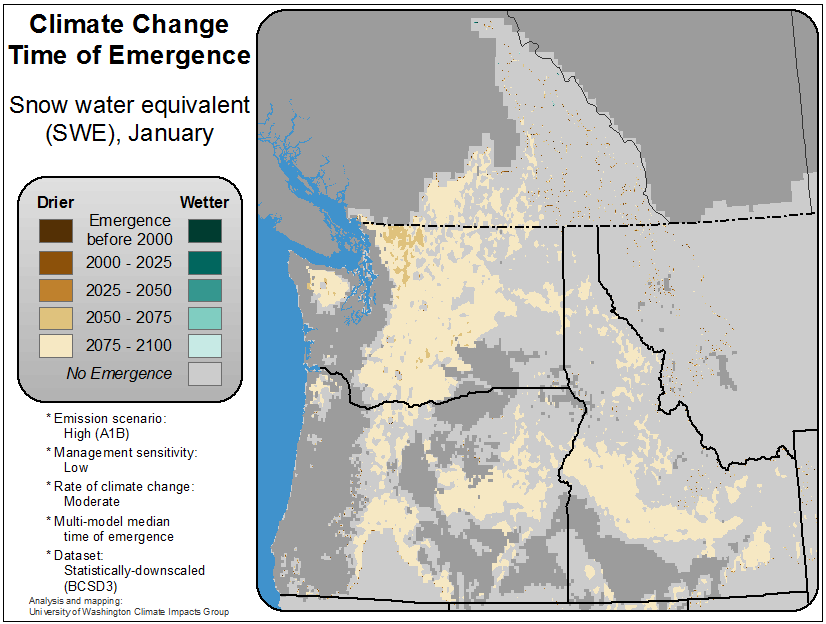 Climate Change
Time of Emergence
Snow water equivalent
(SWE), January
Drier
Wetter
Emergence
before 2000
2000 - 2025
2025 - 2050
2050 - 2075
2075 - 2100
No Emergence
* Emission scenario:
High (A1B)
* Management sensitivity:
Low
* Rate of climate change:
Moderate
* Multi-model median
time of emergence
* Dataset:
Statistically-downscaled
(BCSD3)
Analysis and mapping:
University of Washington Climate Impacts Group